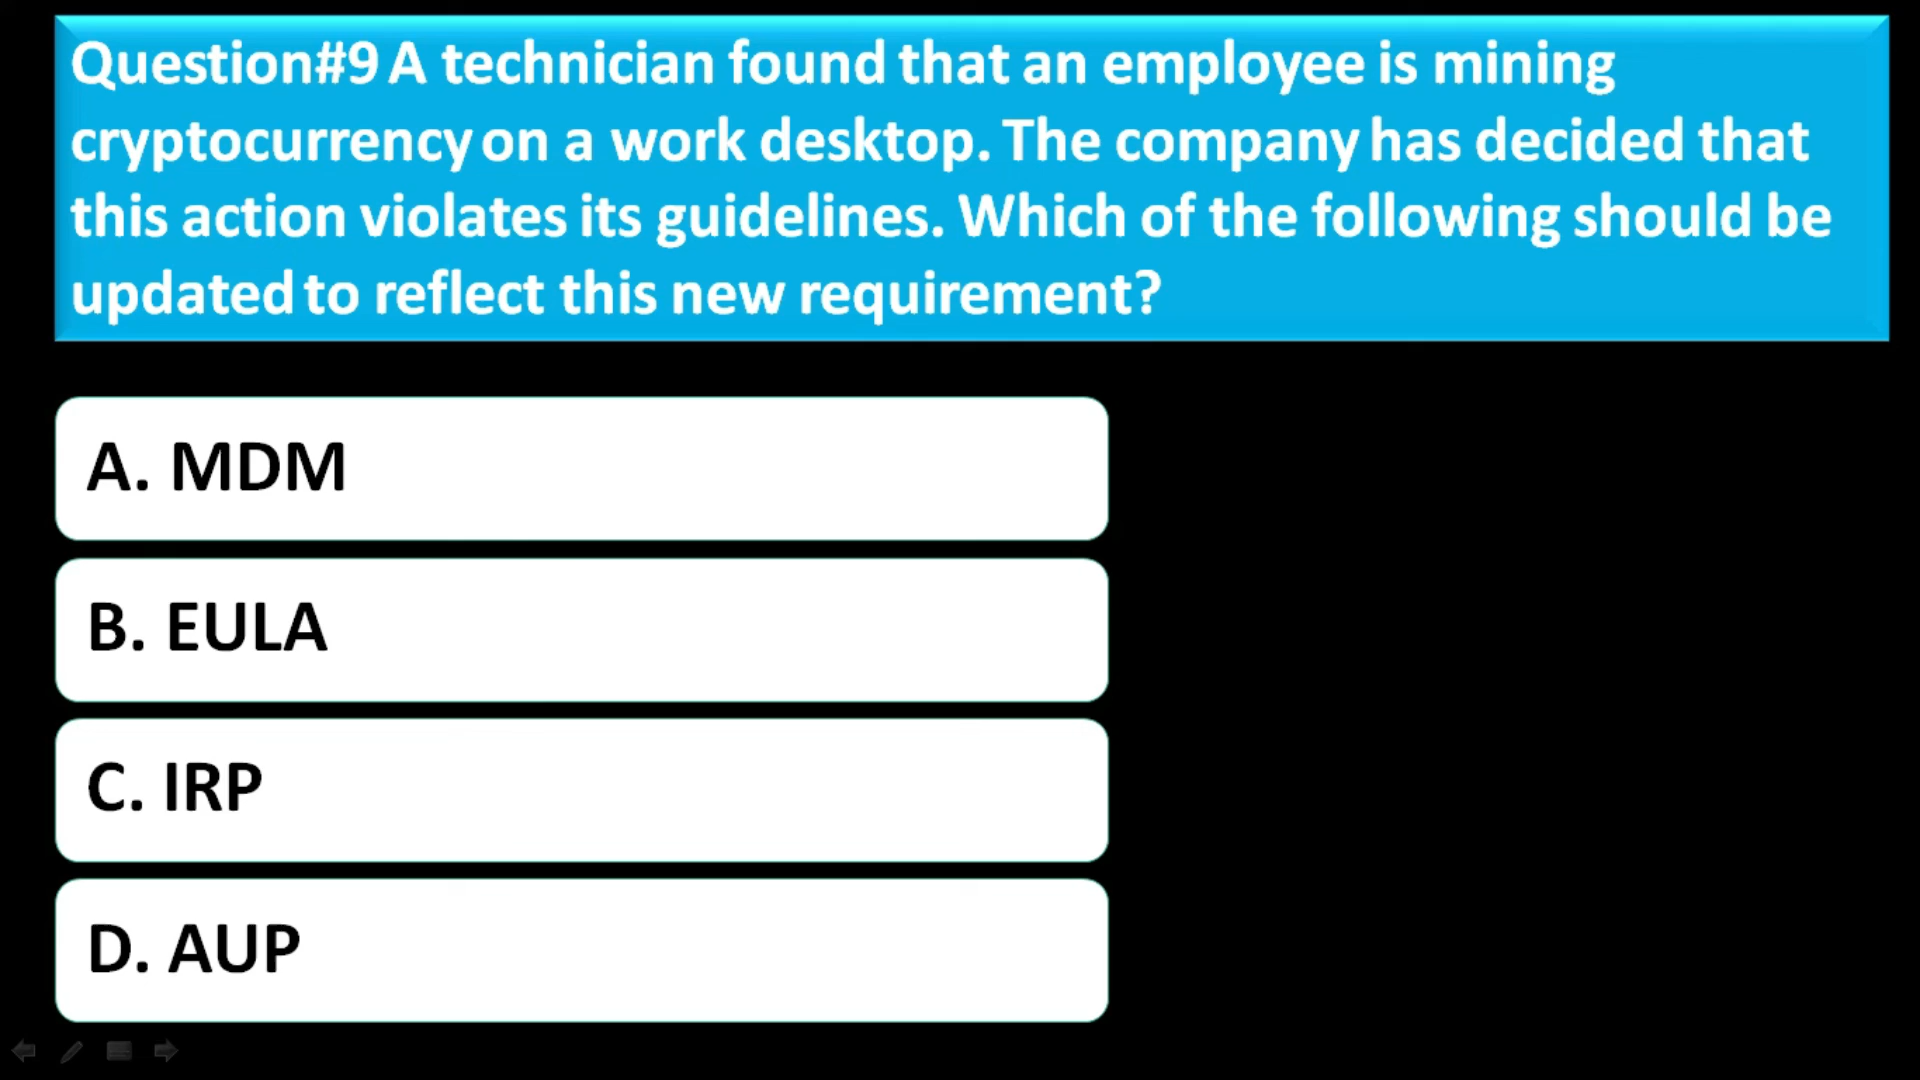 Question#9 A technician found that an employee is mining
cryptocurrency on a work desktop. The company has decided that
this action violates its guidelines. Which of the following should be
updated to reflect this new requirement?
A. MDM
B. EULA
C. IRP
D. AUP